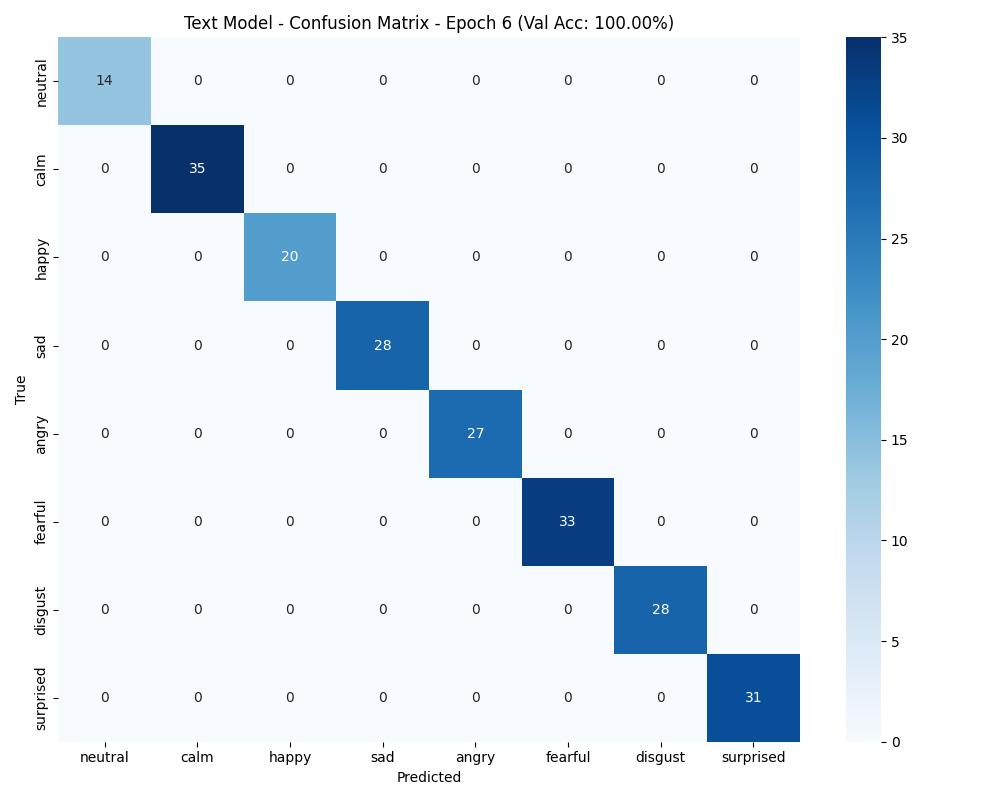 Text Model - Confusion Matrix - Epoch 6 (Val Acc: 100.00%)
neutral 14 0 0 0 0 0 0 0
calm 0 35 0 0 0 0 0 0
happy 0 0 20 0 0 0 0 0
sad 0 0 0 28 0 0 0 0
angry 0 0 0 0 27 0 0 0
fearful 0 0 0 0 0 33 0 0
disgust 0 0 0 0 0 0 28 0
surprised 0 0 0 0 0 0 0 31
neutral calm happy sad angry fearful disgust surprised
Predicted
True
35
30
25
20
15
10
5
0